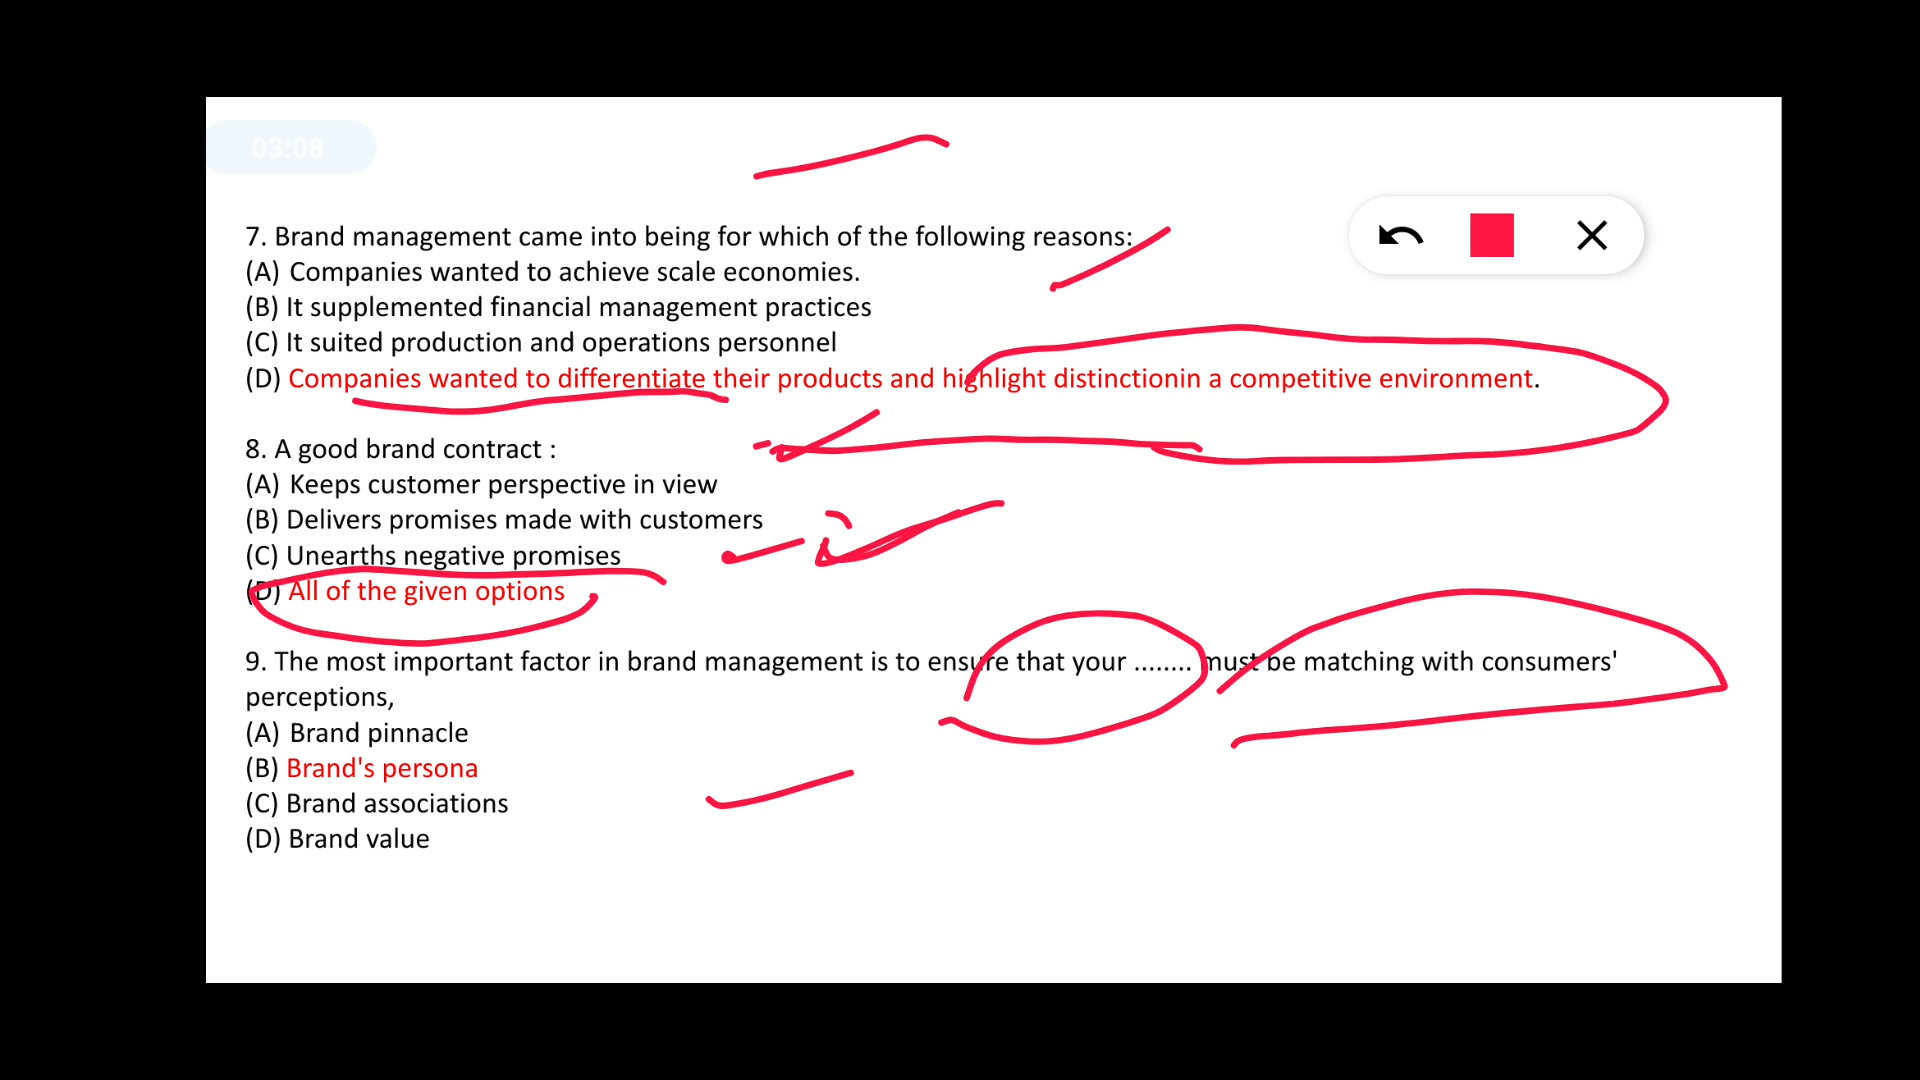 03:08
7. Brand management came into being for which of the following reasons:
(A) Companies wanted to achieve scale economies.
(B) It supplemented financial management practices
(C) It suited production and operations personnel
(D) Companies wanted to differentiate their products and highlight distinctionin a competitive environment.
8. A good brand contract :
(A) Keeps customer perspective in view
(B) Delivers promises made with customers
(C) Unearths negative promises
(D) All of the given options
9. The most important factor in brand management is to ensure that your ........ must be matching with consumers'
perceptions,
(A) Brand pinnacle
(B) Brand's persona
(C) Brand associations
(D) Brand value